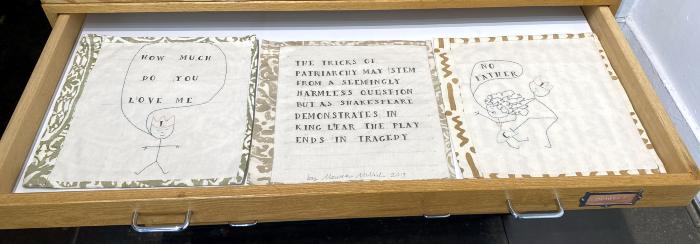 HOW MUCH
DO YOU
LOVE ME
THE TRICKS OF
PATRIARCHY MAY STEM
FROM A SEEMINGLY
HARMLESS QUESTION
BUT AS SHAKESPEARE
DEMONSTRATES IN
KING LEAR THE PLAY
ENDS IN TRAGEDY
by
NO
FATHER